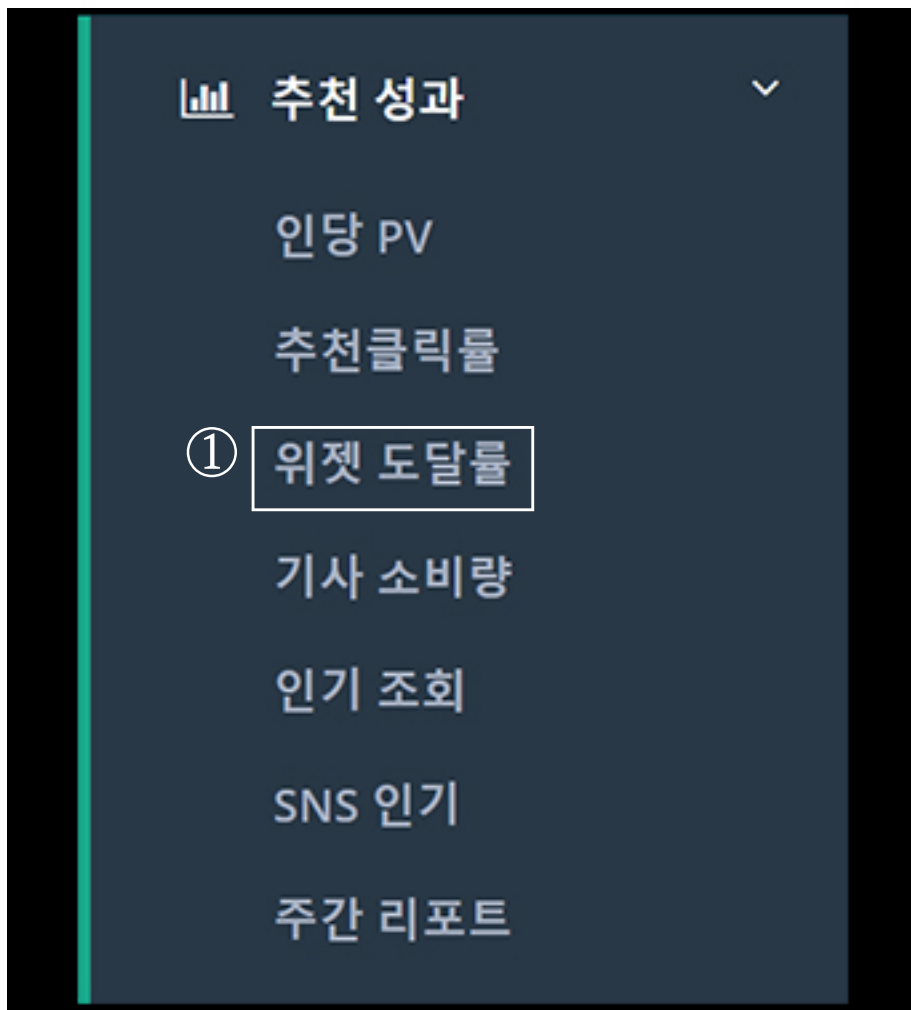 추천 성과
인당 PV
추천클릭률
① 위젯 도달률
기사 소비량
인기 조회
SNS 인기
주간 리포트